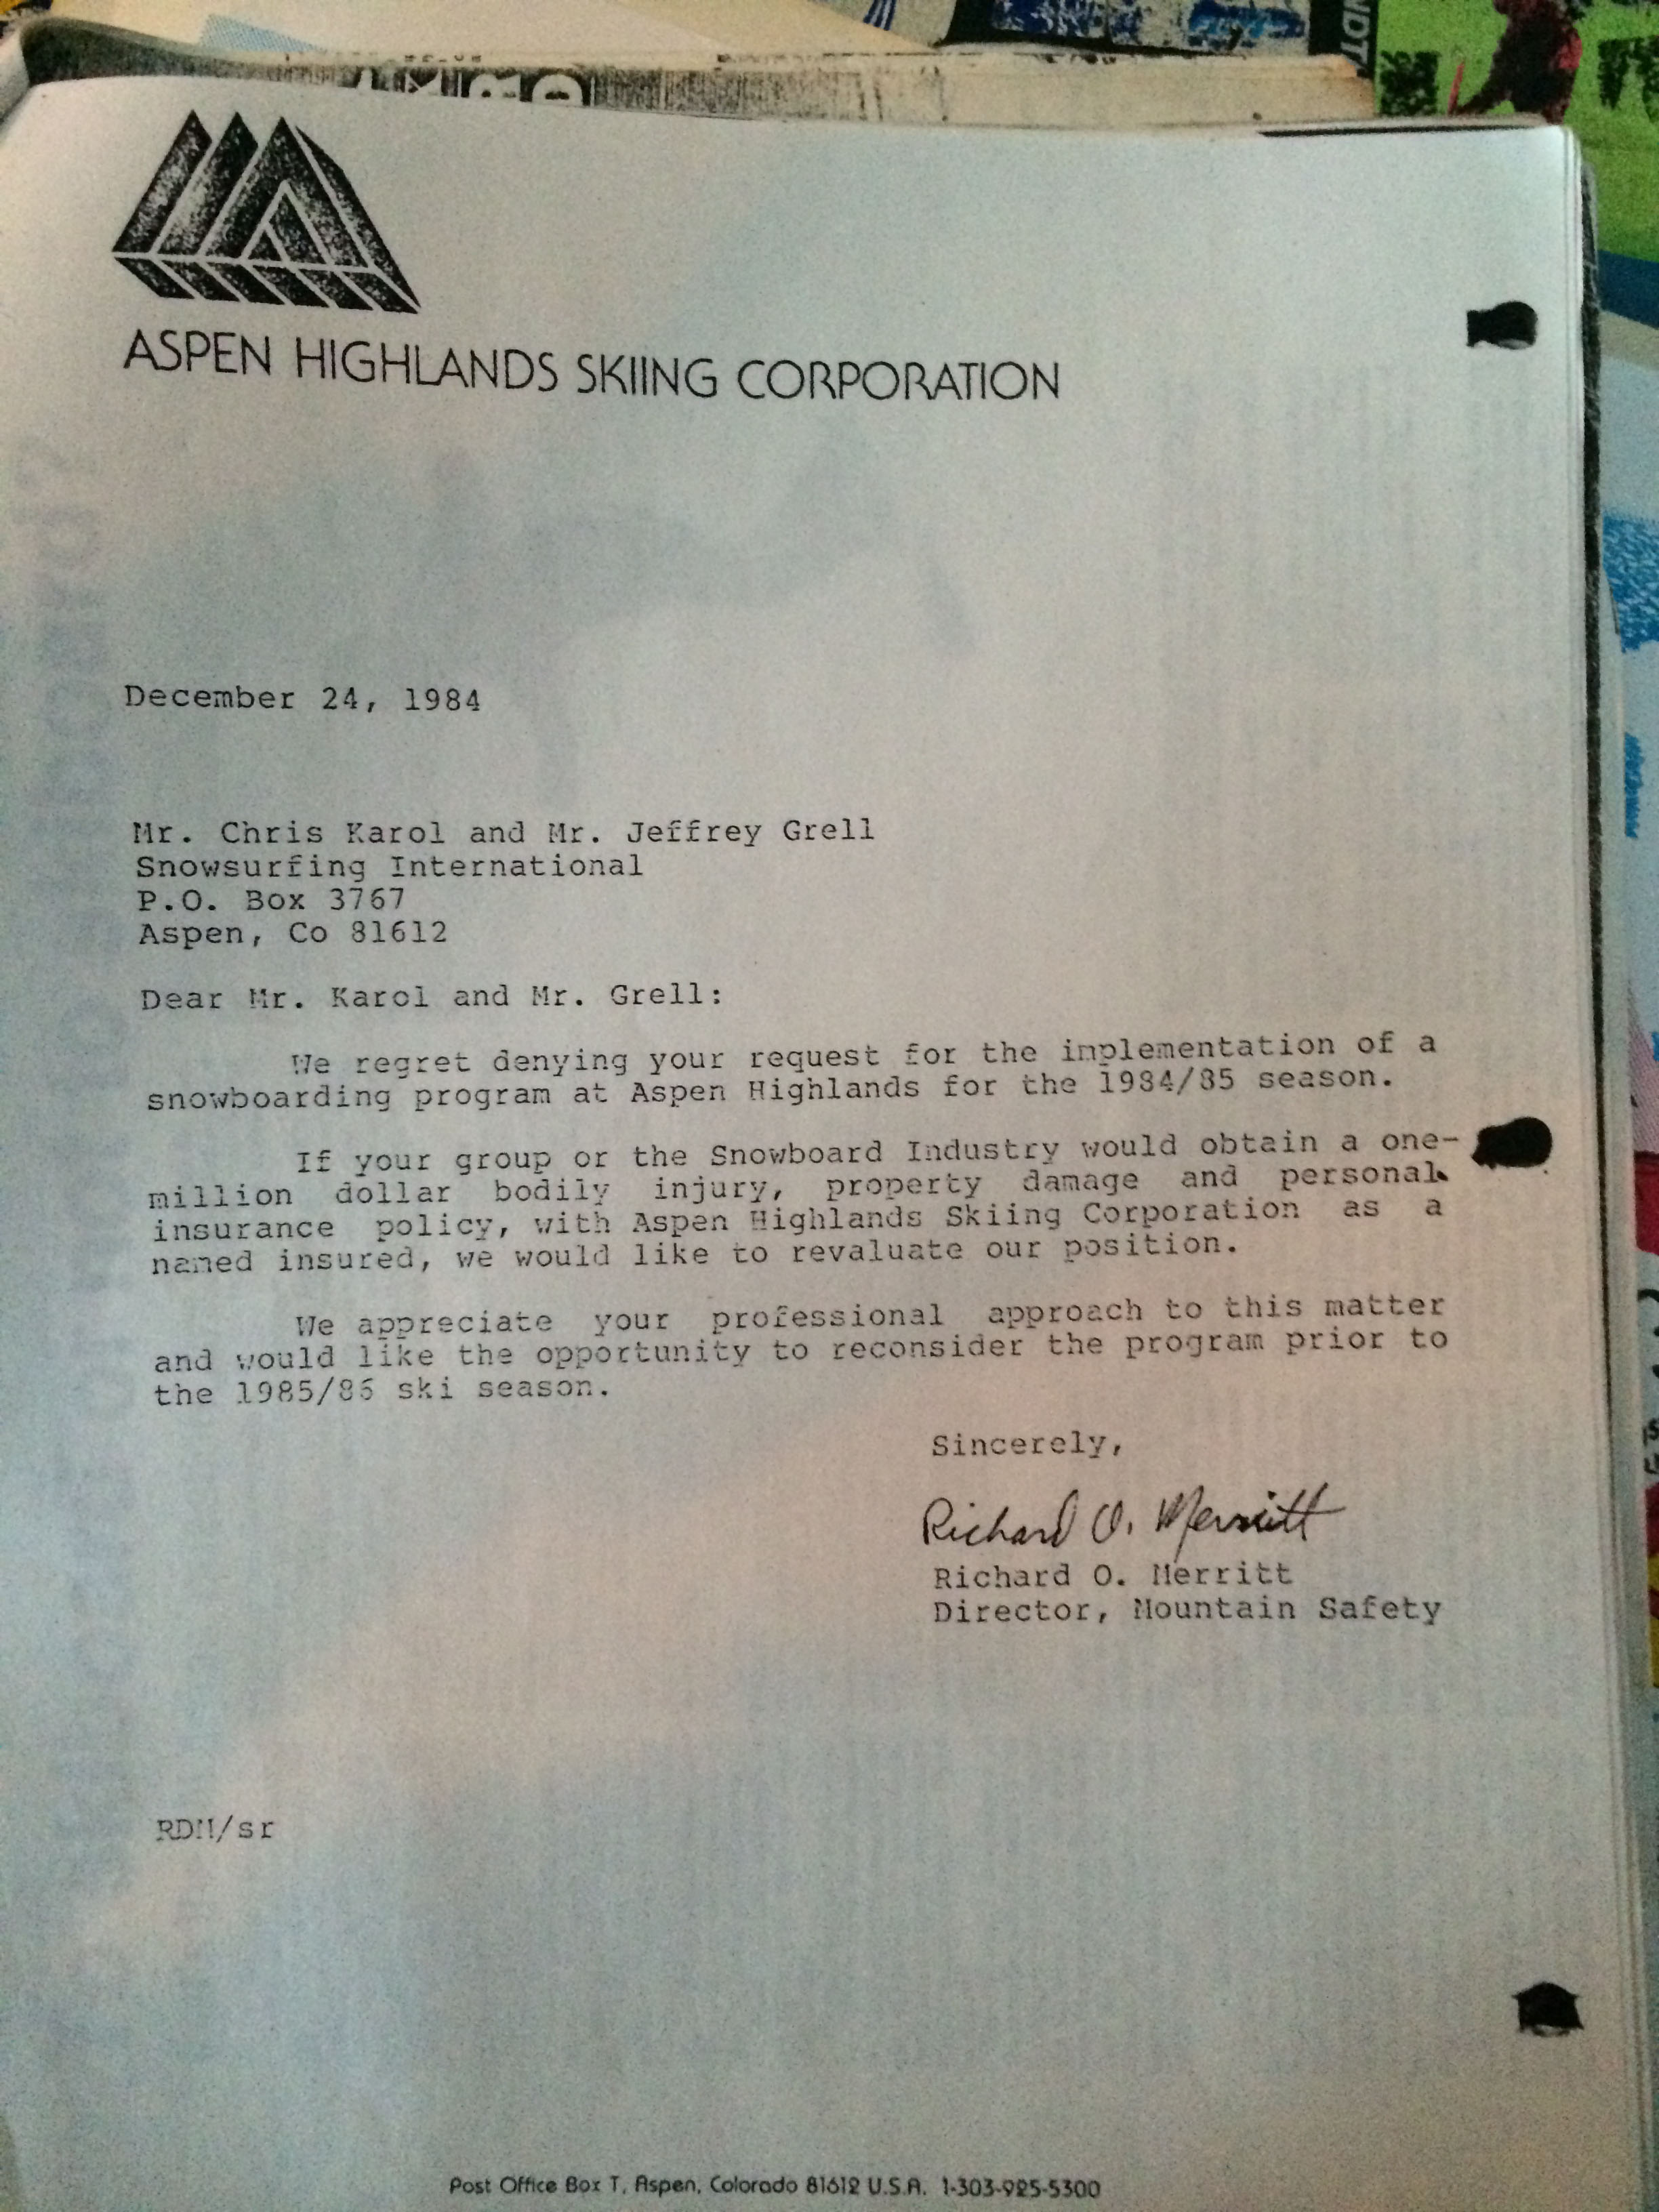 ASPEN HIGHLANDS SKIING CORPORATION
December 24, 1984
Mr. Chris Karol and Mr. Jeffrey Grell
Snowsurfing International
P.O. Box 3767
Aspen, Co 81612
Dear Mr. Karol and Mr. Grell:
We regret denying your request for the implementation of a
snowboarding program at Aspen Highlands for the 1984/85 season.
If your group or the Snowboard Industry would obtain a one-
million dollar bodily injury, property damage and personal
insurance policy, with Aspen Highlands Skiing Corporation as a
named insured, we would like to revaluate our position.
We appreciate your professional approach to this matter
and would like the opportunity to reconsider the program prior to
the 1985/86 ski season.
Sincerely,
Richard O. Merritt
Richard O. Merritt
Director, Mountain Safety
RDM/sr
Post Office Box T, Aspen, Colorado 81612 U.S.A. 1-303-925-5300